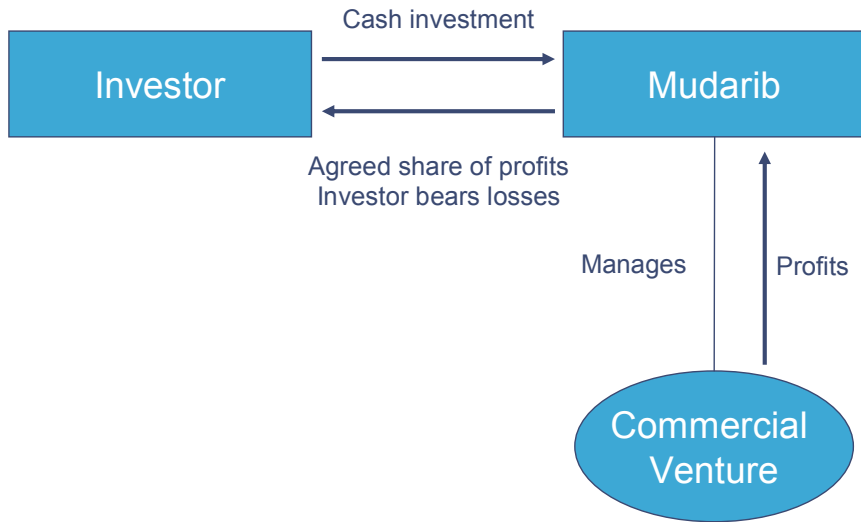 Cash investment
Investor
Mudarib
Agreed share of profits
Investor bears losses
Manages
Profits
Commercial
Venture